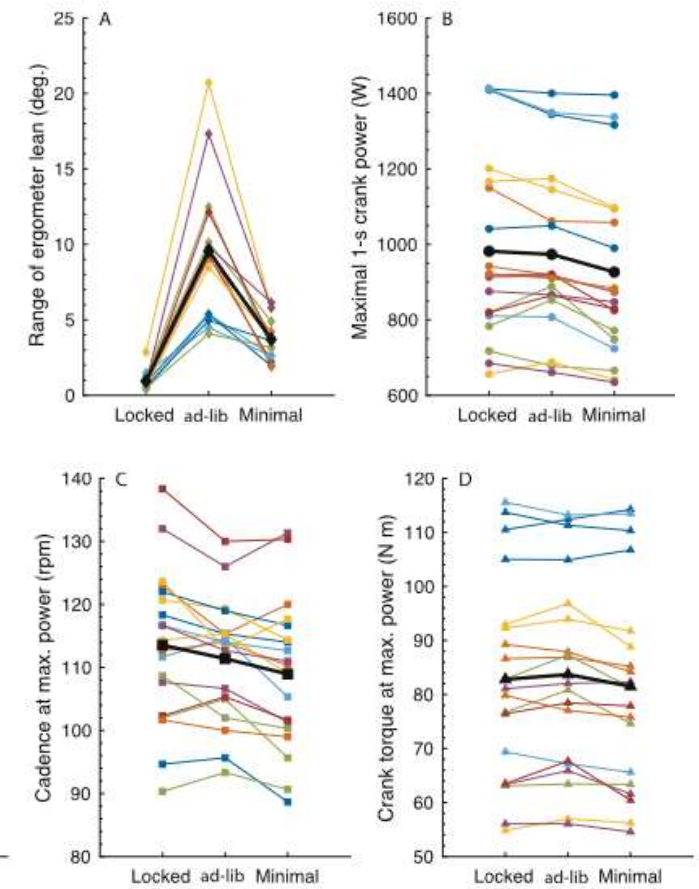 A
Range of ergometer lean (deg.)
25
20
15
10
5
0
Locked ad-lib Minimal
B
Maximal 1-s crank power (W)
1600
1400
1200
1000
800
600
Locked ad-lib Minimal
C
Cadence at max. power (rpm)
140
130
120
110
100
90
80
Locked ad-lib Minimal
D
Crank torque at max. power (N m)
120
110
100
90
80
70
60
50
Locked ad-lib Minimal